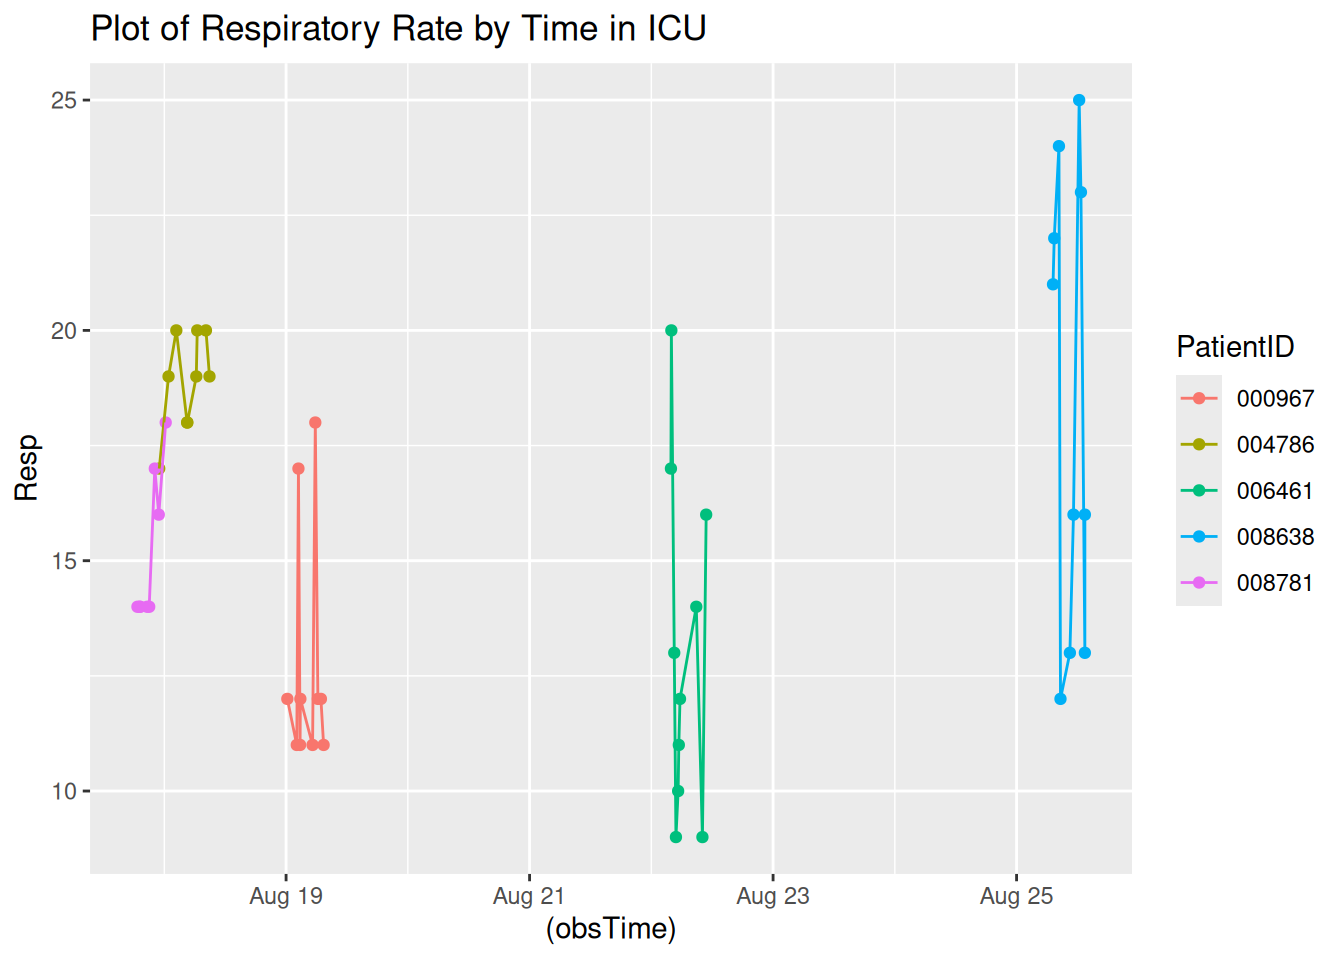 Plot of Respiratory Rate by Time in ICU
25
20
15
10
Resp
Aug 19
Aug 21
Aug 23
Aug 25
(obsTime)
PatientID
000967
004786
006461
008638
008781